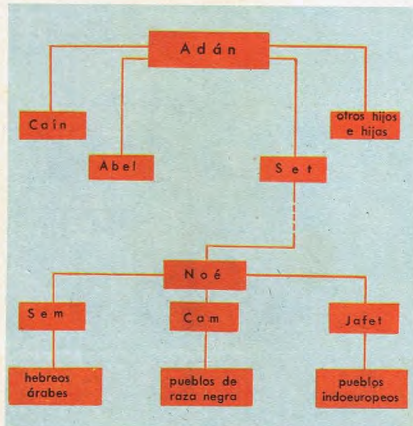 Adán
Caín
otros hijos
e hijas
Abel
Set
Noé
Sem
Cam
Jafet
hebreos
árabes
pueblos de
raza negra
pueblos
indoeuropeos